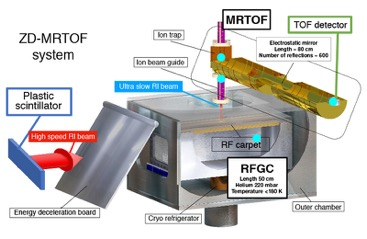 ZD-MRTOF
system
MRTOF
TOF detector
Ion trap
Electrostatic mirror
Length ~ 80 cm
Number of reflections ~ 600
Ion beam guide
Plastic
scintillator
Ultra slow RI beam
High speed RI beam
RF carpet
RFGC
Length 50 cm
Helium 220 mbar
Temperature <180 K
Energy deceleration board
Cryo refrigerator
Outer chamber